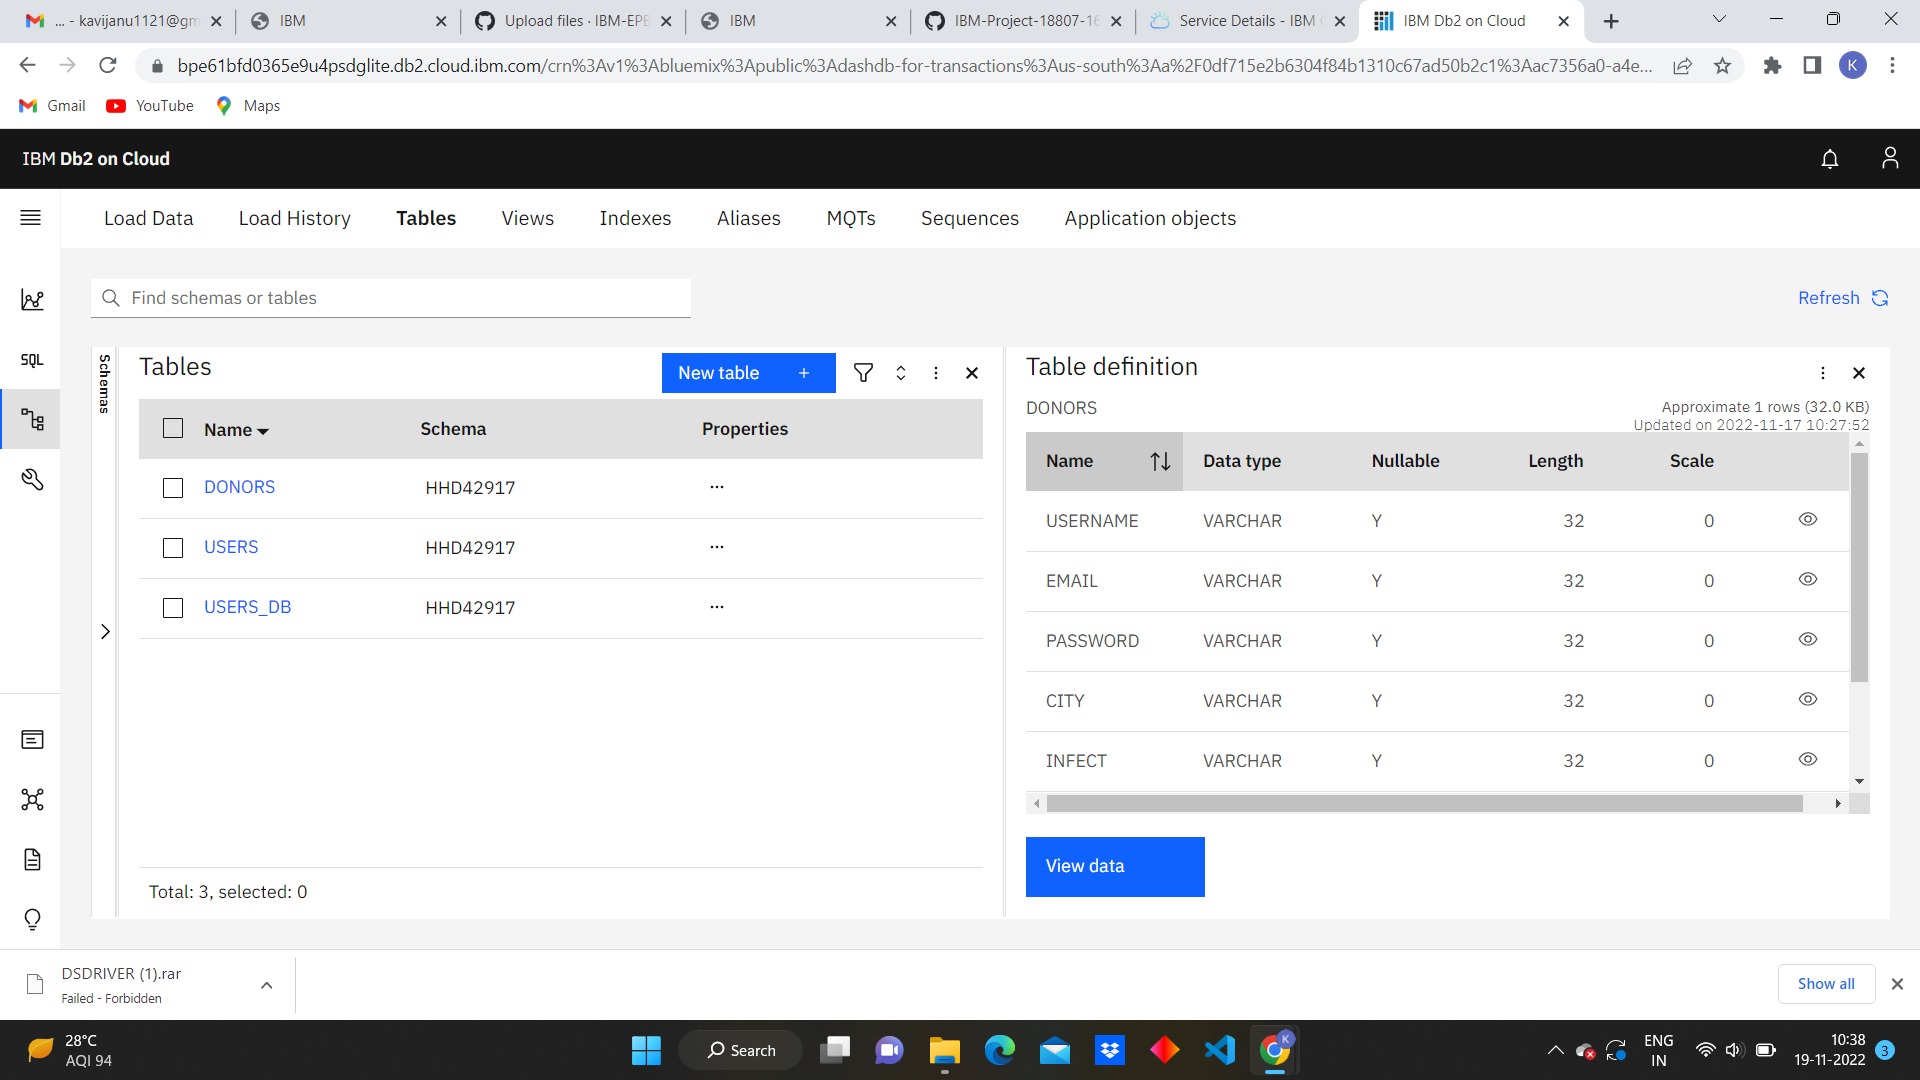 ... - kavijanu1121@gm
IBM
Upload files · IBM-EPB
IBM
IBM-Project-18807-16
Service Details - IBM
IBM Db2 on Cloud
bpe61bfd0365e9u4psdglite.db2.cloud.ibm.com/crn%3Av1%3Abluemix%3Apublic%3Adashdb-for-transactions%3Aus-south%3Aa%2F0df715e2b6304f84b1310c67ad50b2c1%3Aac7356a0-a4e...
K
Gmail
YouTube
Maps
IBM Db2 on Cloud
Load Data
Load History
Tables
Views
Indexes
Aliases
MQTs
Sequences
Application objects
SQL
Find schemas or tables
Refresh
Schemas
Tables
New table +
Name Schema Properties
DONORS HHD42917 ...
USERS HHD42917 ...
USERS_DB HHD42917 ...
Total: 3, selected: 0
Table definition
DONORS
Approximate 1 rows (32.0 KB)
Updated on 2022-11-17 10:27:52
Name Data type Nullable Length Scale
USERNAME VARCHAR Y 32 0
EMAIL VARCHAR Y 32 0
PASSWORD VARCHAR Y 32 0
CITY VARCHAR Y 32 0
INFECT VARCHAR Y 32 0
View data
DSDRIVER (1).rar
Failed - Forbidden
Show all
28°C
AQI 94
Search
K
ENG
IN
10:38
19-11-2022
3